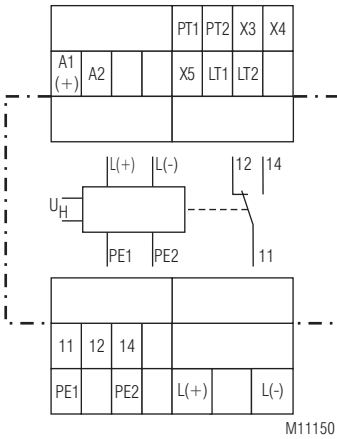 PT1 PT2 X3 X4
A1 (+) A2 X5 LT1 LT2
L(+) L(-) 12 14
UH
PE1 PE2 11
11 12 14
PE1 PE2 L(+) L(-)
M11150